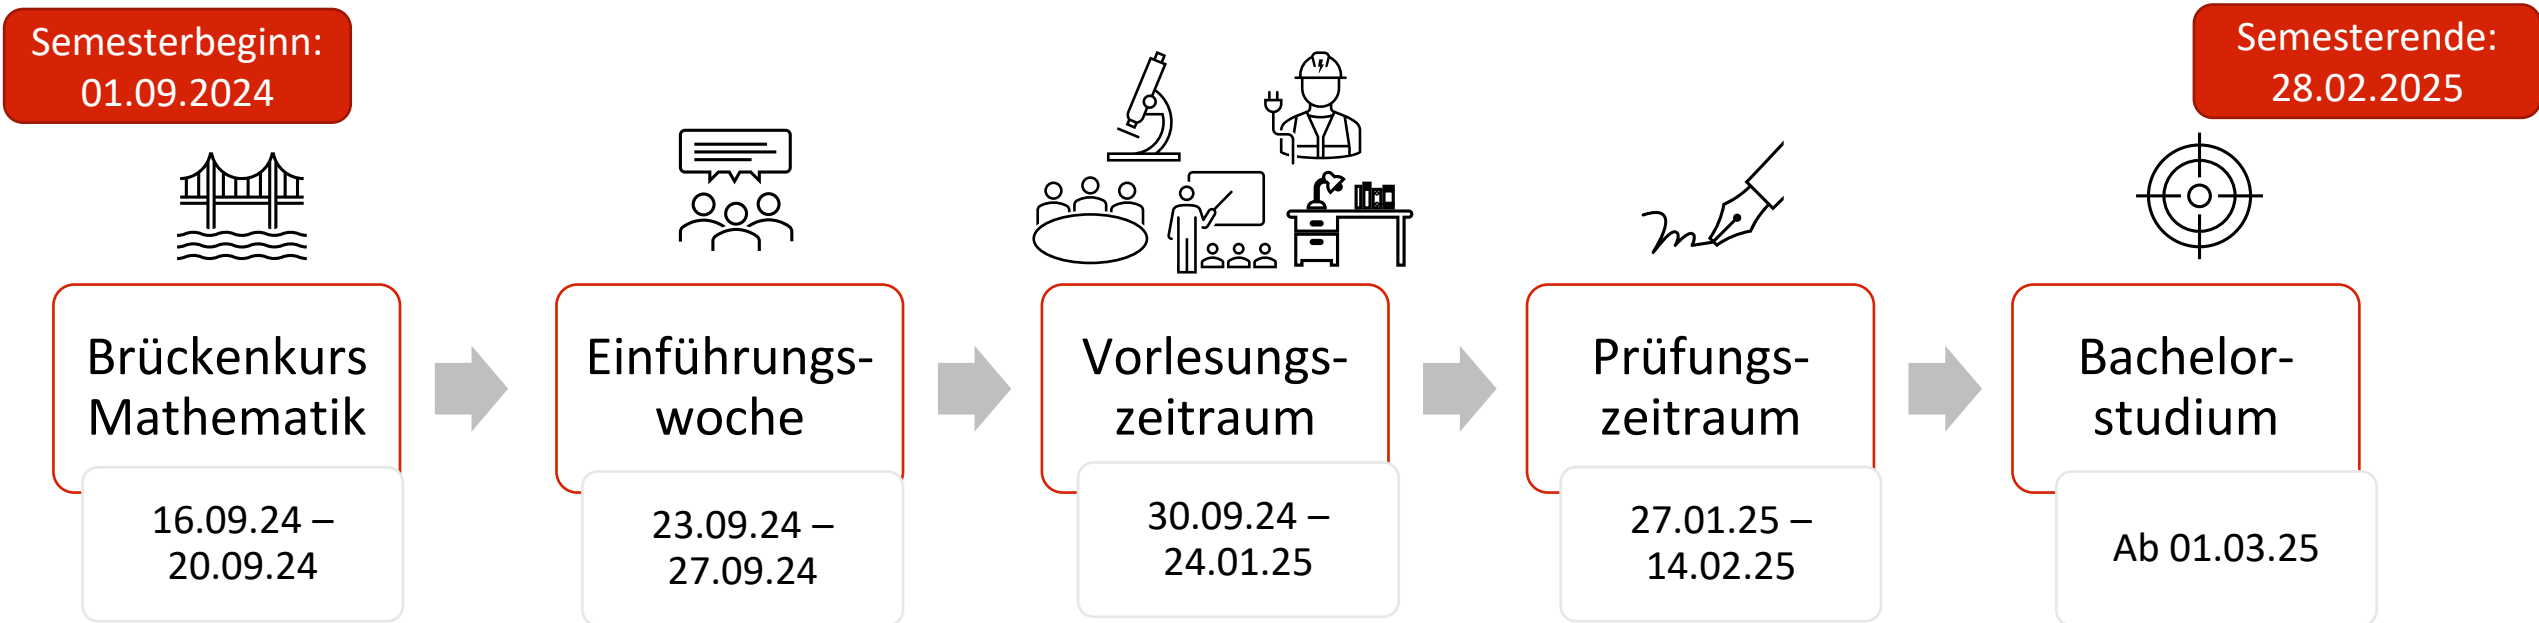 Semesterbeginn:
01.09.2024
Semesterende:
28.02.2025
Brückenkurs
Mathematik
16.09.24 –
20.09.24
Einführungs-
woche
23.09.24 –
27.09.24
Vorlesungs-
zeitraum
30.09.24 –
24.01.25
Prüfungs-
zeitraum
27.01.25 –
14.02.25
Bachelor-
studium
Ab 01.03.25